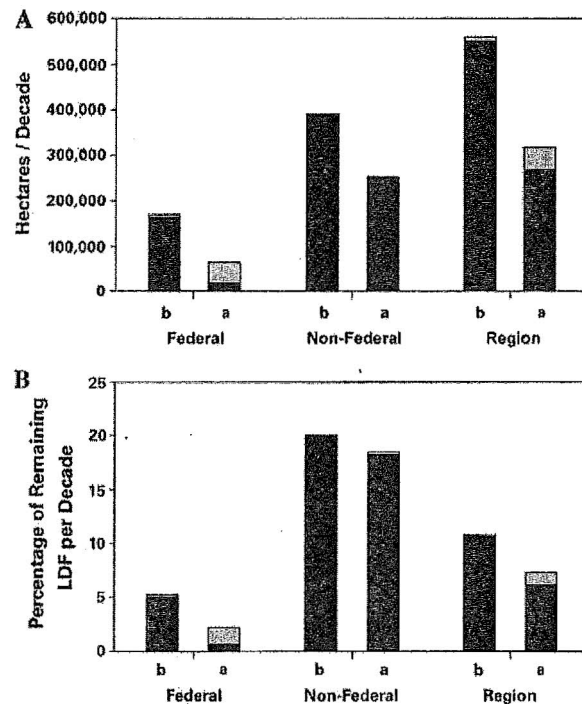 A
600,000
500,000
400,000
300,000
200,000
100,000
0
Hectares / Decade
b a b a b a
Federal Non-Federal Region
B
25
20
15
10
5
0
Percentage of Remaining
LDF per Decade
b a b a b a
Federal Non-Federal Region